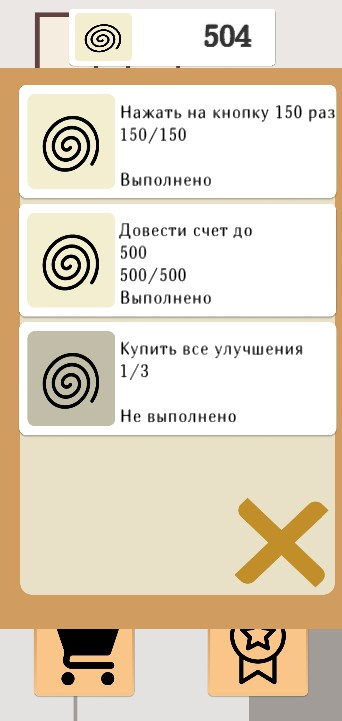 504
Нажать на кнопку 150 раз
150/150
Выполнено
Довести счет до
500
500/500
Выполнено
Купить все улучшения
1/3
Не выполнено